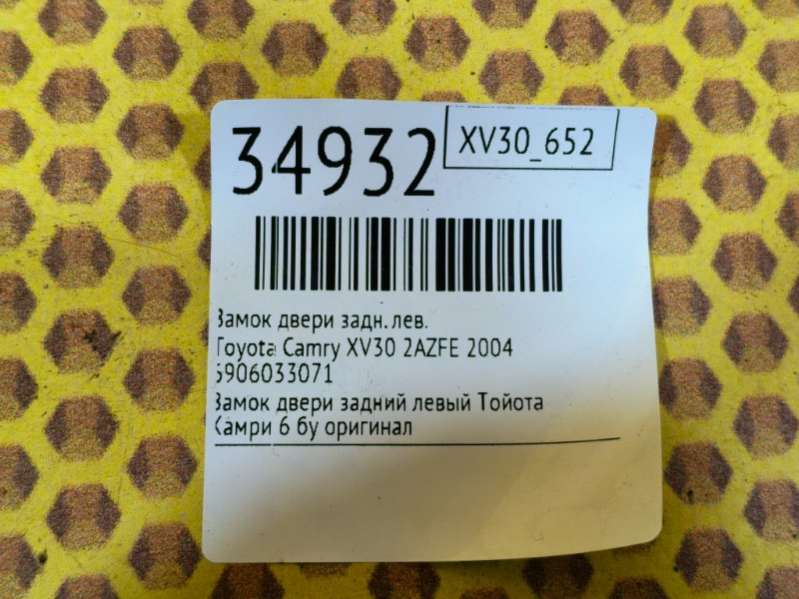 34932
XV30_652
Замок двери задн. лев.
Toyota Camry XV30 2AZFE 2004
6906033071
Замок двери задний левый Тойота
Камри 6 бу оригинал